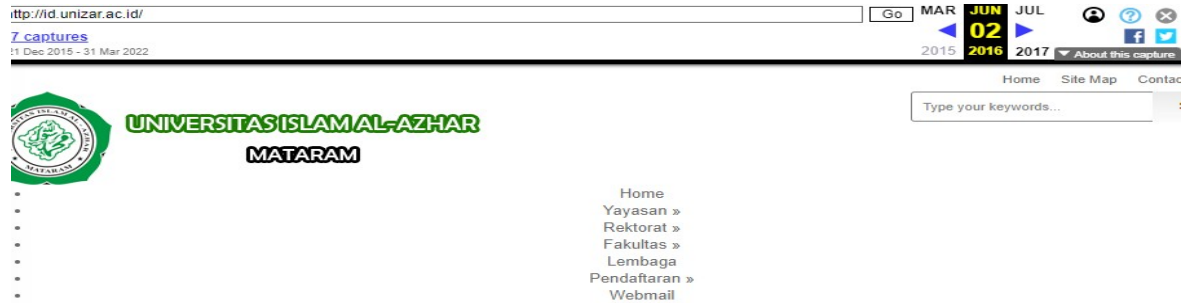 ttp://id.unizar.ac.id/ Go MAR JUN JUL
7 captures 02
21 Dec 2015 - 31 Mar 2022 2015 2016 2017 About this capture
Home Site Map Contac
Type your keywords...
UNIVERSITAS ISLAM AL-AZHAR
MATARAM
MATARAM
Home
Yayasan »
Rektorat »
Fakultas »
Lembaga
Pendaftaran »
Webmail